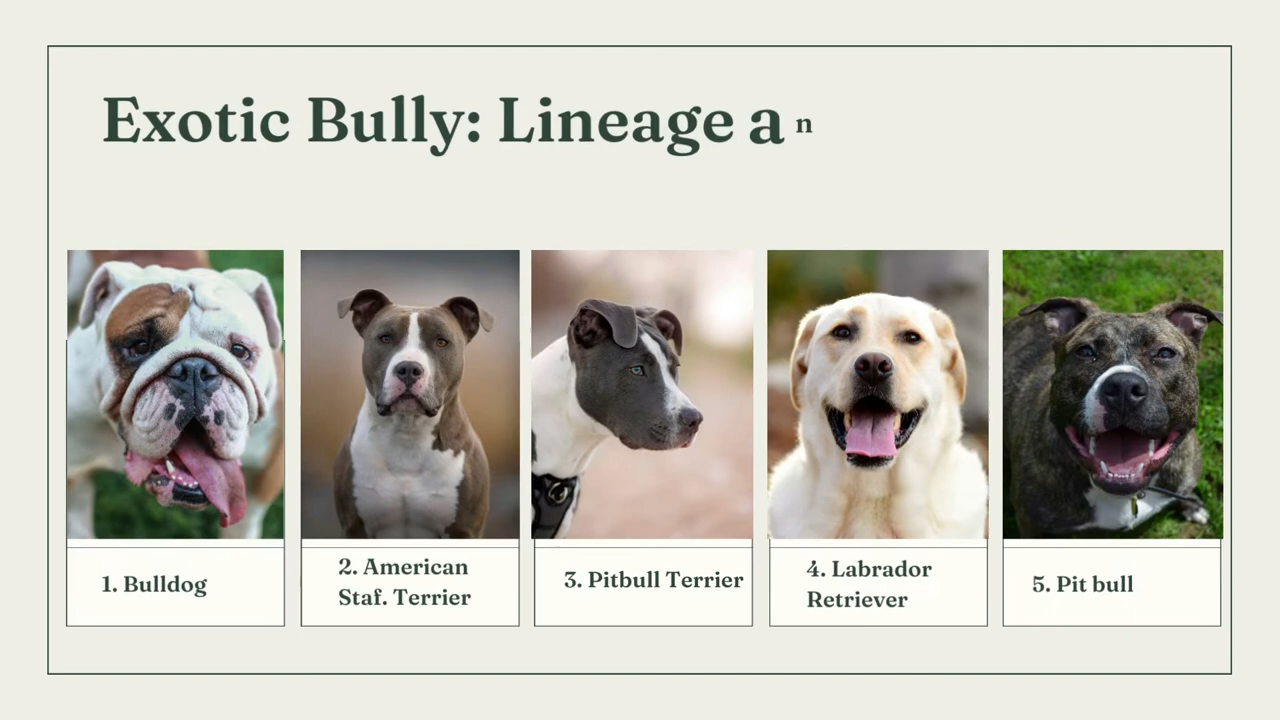 Exotic Bully: Lineage a n
1. Bulldog
2. American
Staf. Terrier
3. Pitbull Terrier
4. Labrador
Retriever
5. Pit bull